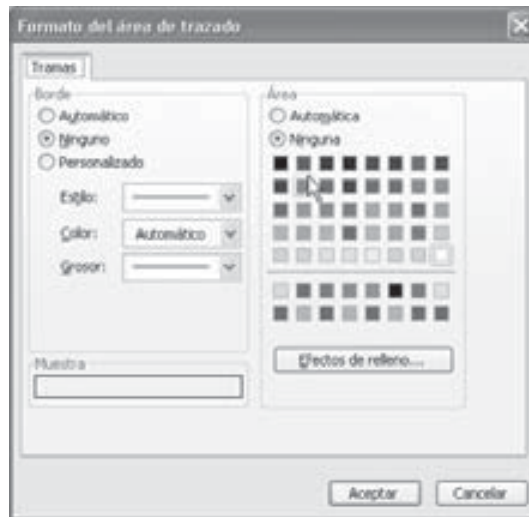 Formato del área de trazado
Tramas
Borde
Automático
Ninguno
Personalizado
Estilo:
Color: Automático
Grosor:
Muestra
Área
Automática
Ninguna
Efectos de relleno...
Aceptar
Cancelar